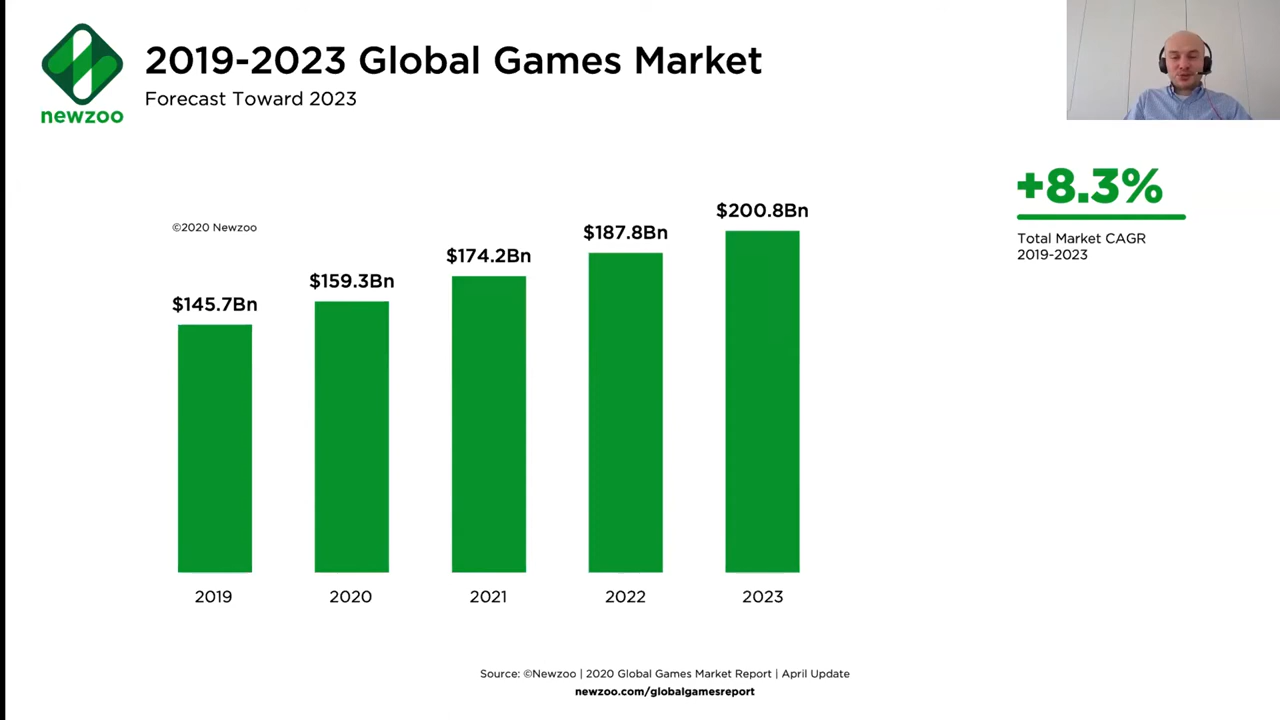 2019-2023 Global Games Market
Forecast Toward 2023
newzoo
+8.3%
Total Market CAGR
2019-2023
©2020 Newzoo
$145.7Bn
$159.3Bn
$174.2Bn
$187.8Bn
$200.8Bn
2019
2020
2021
2022
2023
Source: ©Newzoo | 2020 Global Games Market Report | April Update
newzoo.com/globalgamesreport